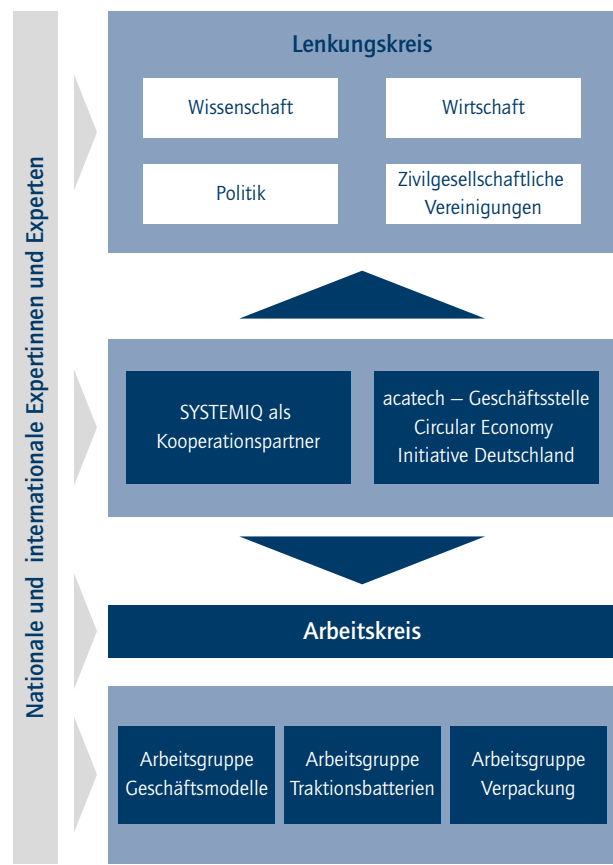 Nationale und internationale Expertinnen und Experten
Lenkungskreis
Wissenschaft
Wirtschaft
Politik
Zivilgesellschaftliche
Vereinigungen
SYSTEMIQ als
Kooperationspartner
acatech – Geschäftsstelle
Circular Economy
Initiative Deutschland
Arbeitskreis
Arbeitsgruppe
Geschäftsmodelle
Arbeitsgruppe
Traktionsbatterien
Arbeitsgruppe
Verpackung